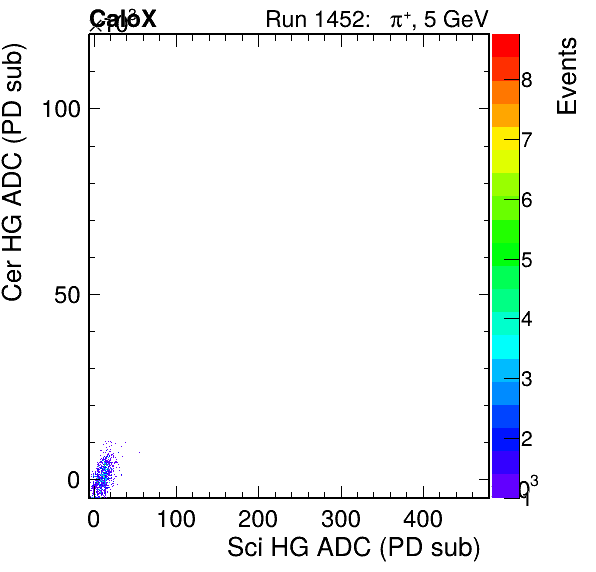 CaloX
×10³
Run 1452: π⁺, 5 GeV
Cer HG ADC (PD sub)
100
50
0
0 100 200 300 400
Sci HG ADC (PD sub)
Events
8
7
6
5
4
3
2
1